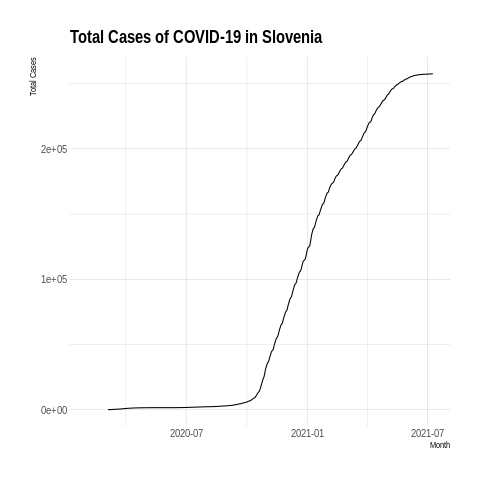 Total Cases of COVID-19 in Slovenia
Total Cases
2e+05
1e+05
0e+00
2020-07 2021-01 2021-07
Month